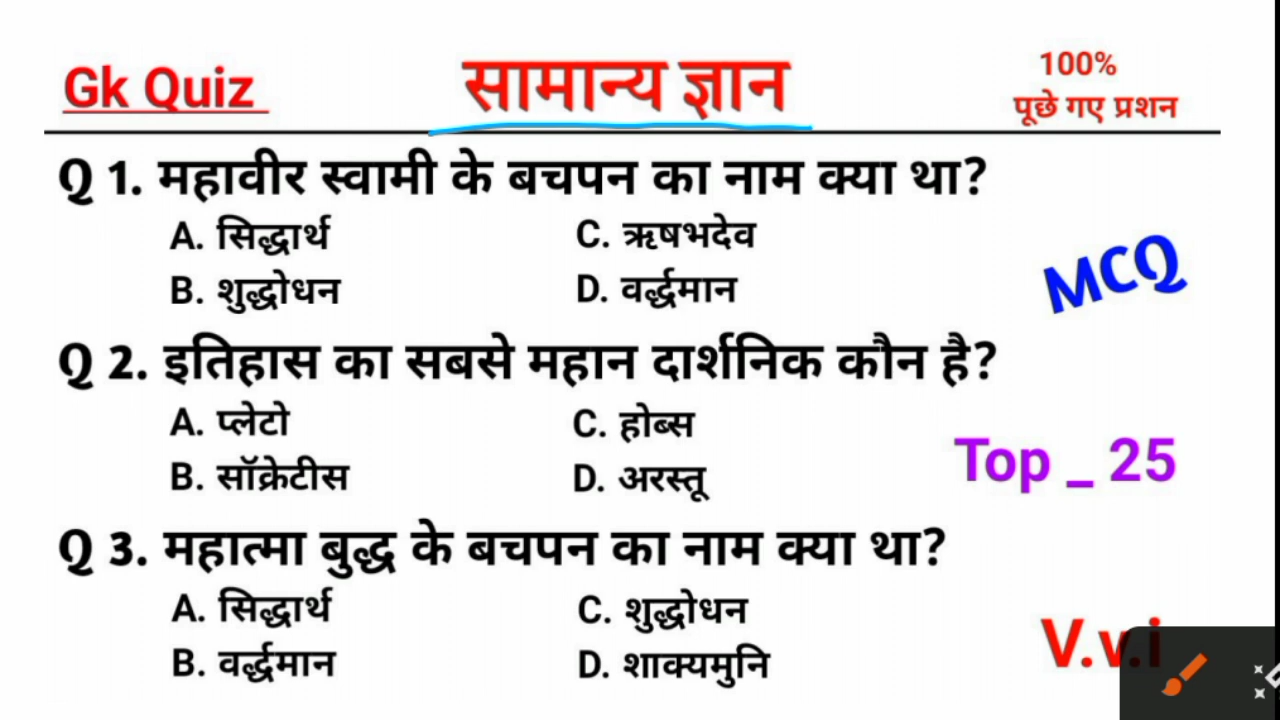 Gk Quiz
सामान्य ज्ञान
100%
पूछे गए प्रशन
Q 1. महावीर स्वामी के बचपन का नाम क्या था?
A. सिद्धार्थ C. ऋषभदेव
B. शुद्धोधन D. वर्द्धमान
MCQ
Q 2. इतिहास का सबसे महान दार्शनिक कौन है?
A. प्लेटो C. होब्स
B. सॉक्रेटीस D. अरस्तू
Top _ 25
Q 3. महात्मा बुद्ध के बचपन का नाम क्या था?
A. सिद्धार्थ C. शुद्धोधन
B. वर्द्धमान D. शाक्यमुनि
V.v.i